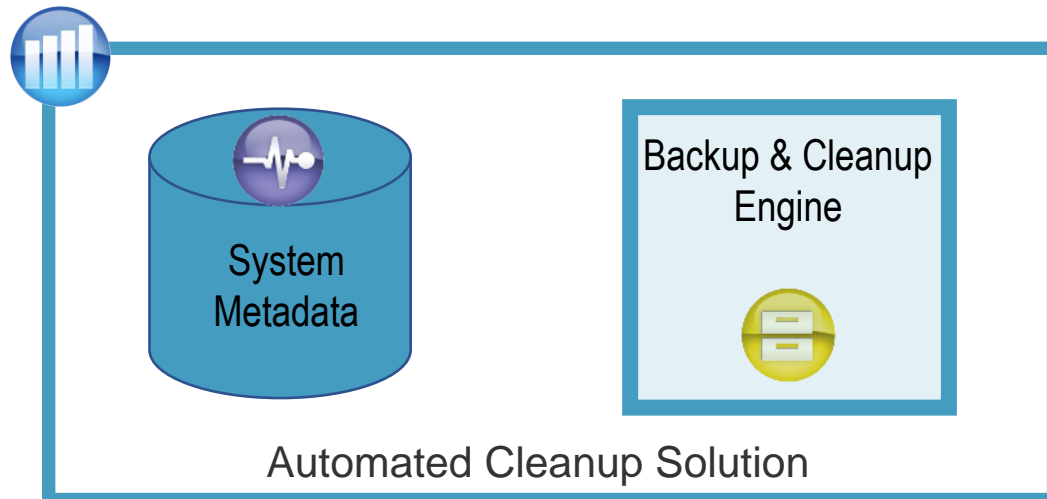 System
Metadata
Backup & Cleanup
Engine
Automated Cleanup Solution